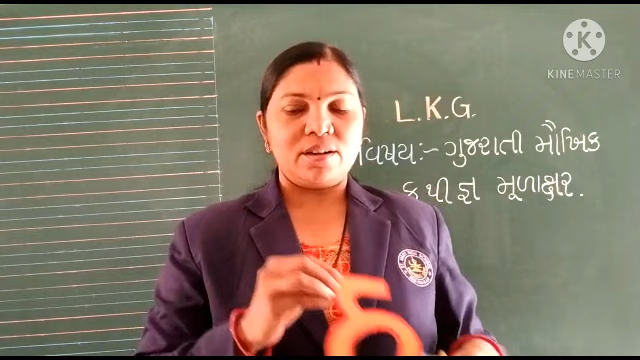 KINEMASTER
L.K.G.
વિષય:- ગુજરાતી મૌખિક
ક થી જ્ઞ મૂળાક્ષર.